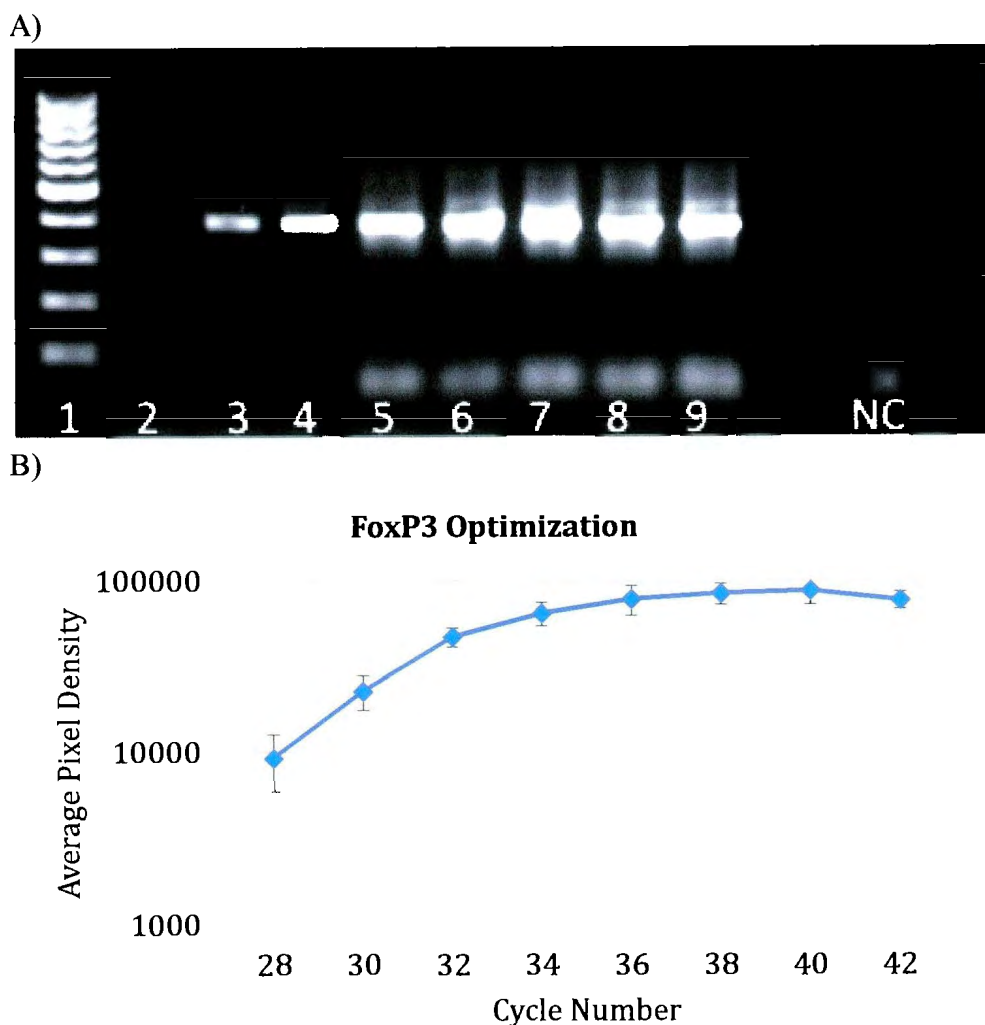 A)
1 2 3 4 5 6 7 8 9 NC
B)
FoxP3 Optimization
100000
10000
1000
Average Pixel Density
28 30 32 34 36 38 40 42
Cycle Number